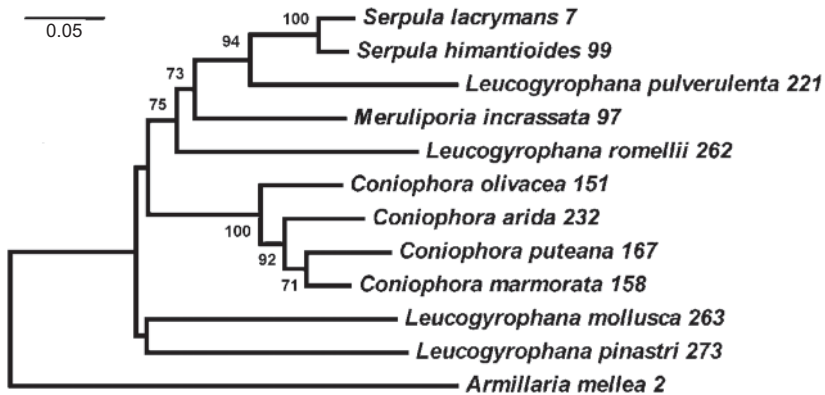 100 Serpula lacrymans 7
0.05
94 Serpula himantioides 99
73 Leucogyrophana pulverulenta 221
75 Meruliporia incrassata 97
Leucogyrophana romellii 262
Coniophora olivacea 151
100 Coniophora arida 232
92 Coniophora puteana 167
71 Coniophora marmorata 158
Leucogyrophana mollusca 263
Leucogyrophana pinastri 273
Armillaria mellea 2